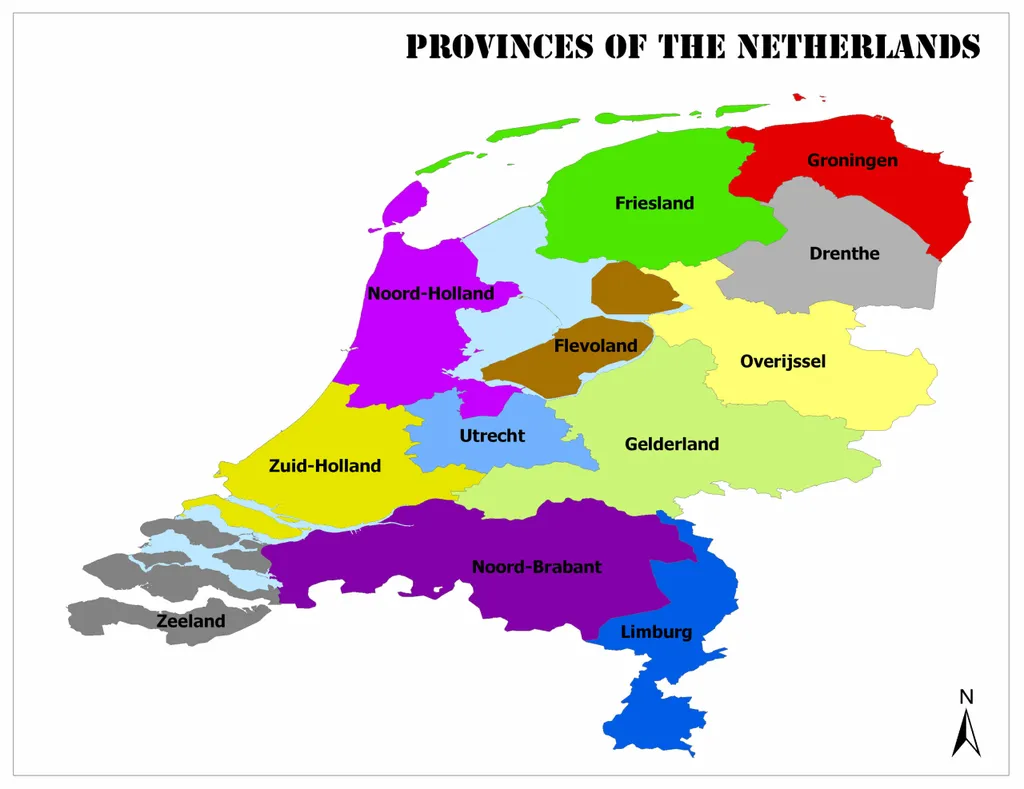 PROVINCES OF THE NETHERLANDS
Groningen
Friesland
Drenthe
Noord-Holland
Flevoland
Overijssel
Utrecht
Gelderland
Zuid-Holland
Noord-Brabant
Zeeland
Limburg
N